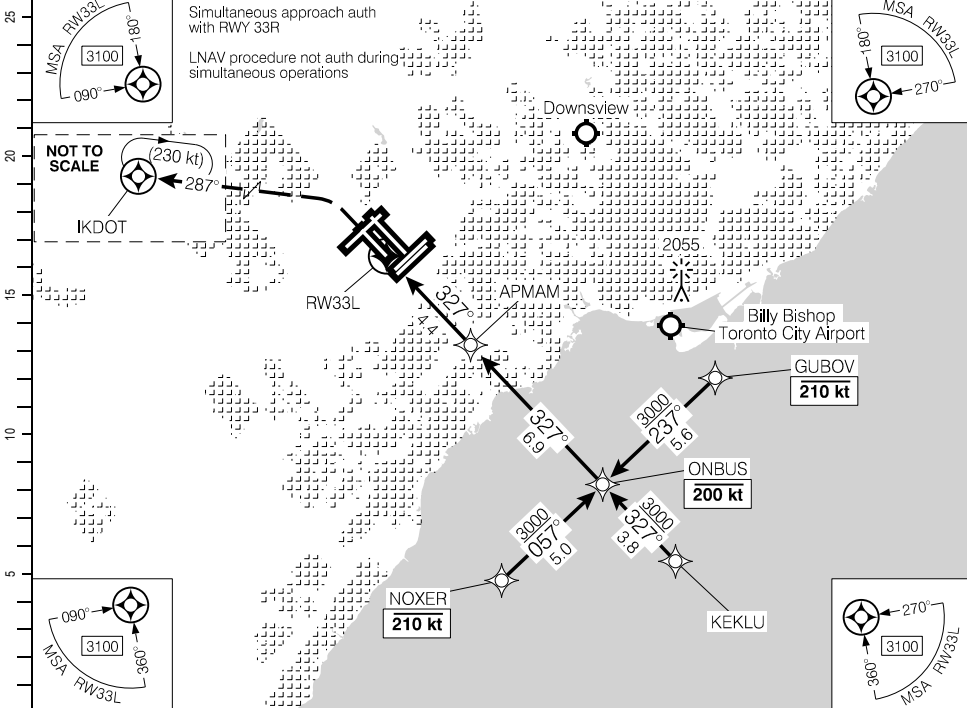 25
20
15
10
5
MSA RW33L
180°
3100
090°
Simultaneous approach auth
with RWY 33R
LNAV procedure not auth during
simultaneous operations
MSA RW33L
180°
3100
270°
Downsview
NOT TO
SCALE
(230 kt)
287°
IKDOT
2055
RW33L
327°
4.4
APMAM
Billy Bishop
Toronto City Airport
GUBOV
210 kt
3000
237°
5.6
327°
6.9
ONBUS
200 kt
3000
057°
5.0
3000
327°
3.8
NOXER
210 kt
KEKLU
090°
3100
360°
MSA RW33L
270°
3100
360°
MSA RW33L